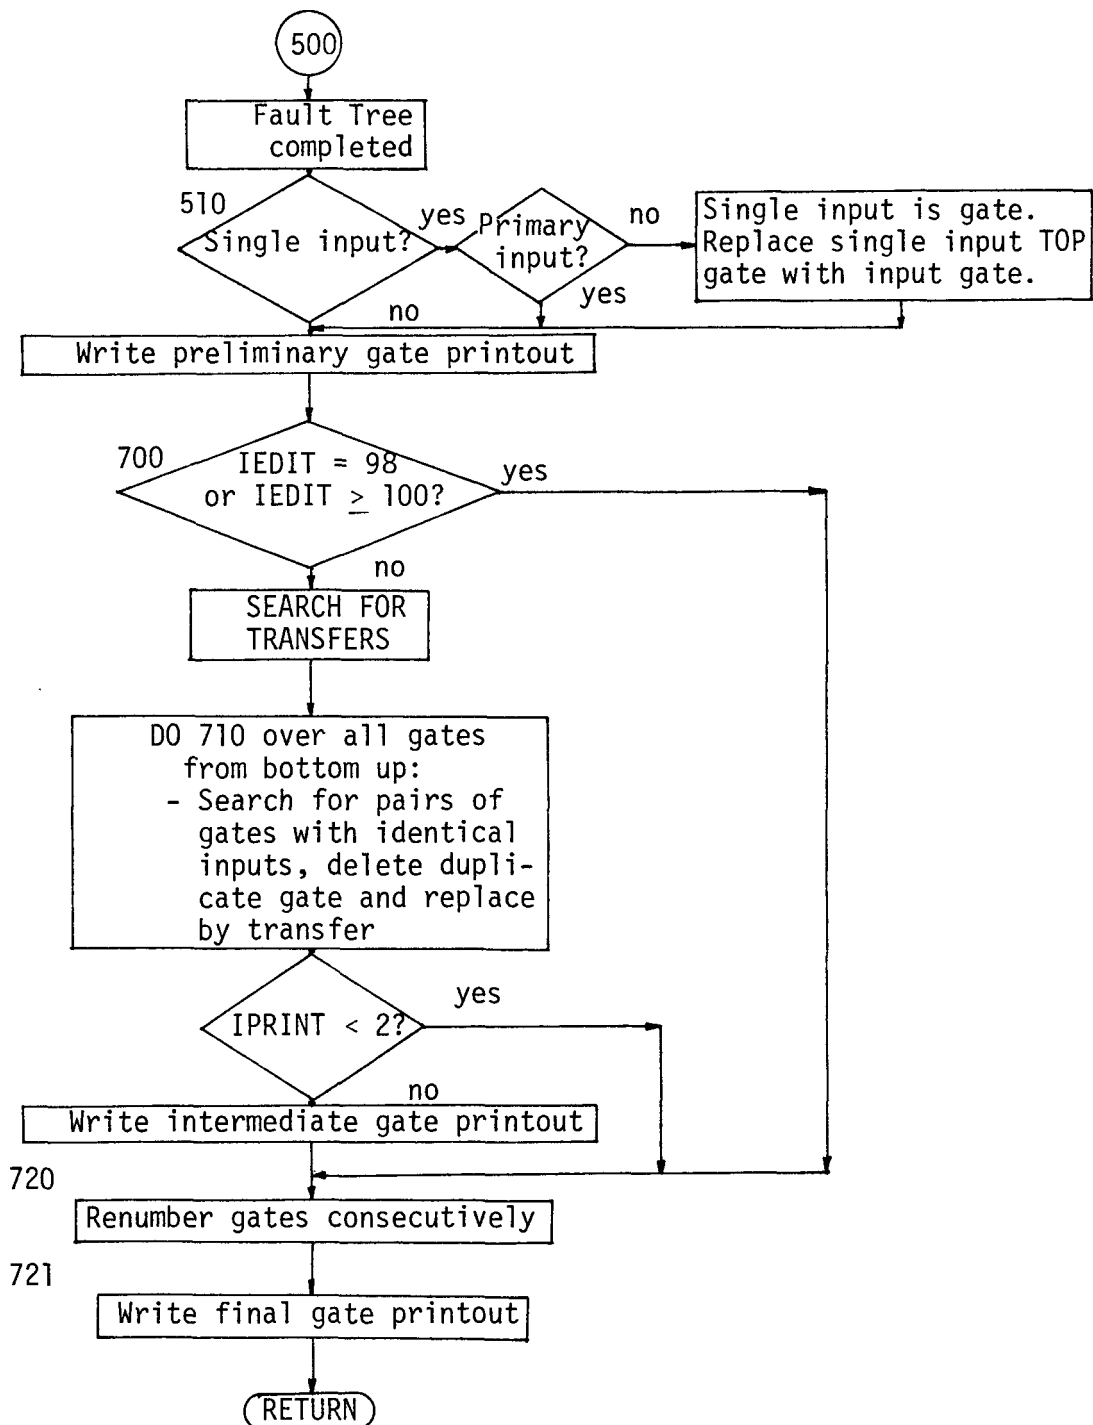 500
Fault Tree
completed
510
Single input?
yes
Primary
input?
no
yes
Single input is gate.
Replace single input TOP
gate with input gate.
no
Write preliminary gate printout
700
IEDIT = 98
or IEDIT ≥ 100?
yes
no
SEARCH FOR
TRANSFERS
DO 710 over all gates
from bottom up:
- Search for pairs of
gates with identical
inputs, delete dupli-
cate gate and replace
by transfer
IPRINT < 2?
yes
no
Write intermediate gate printout
720
Renumber gates consecutively
721
Write final gate printout
RETURN